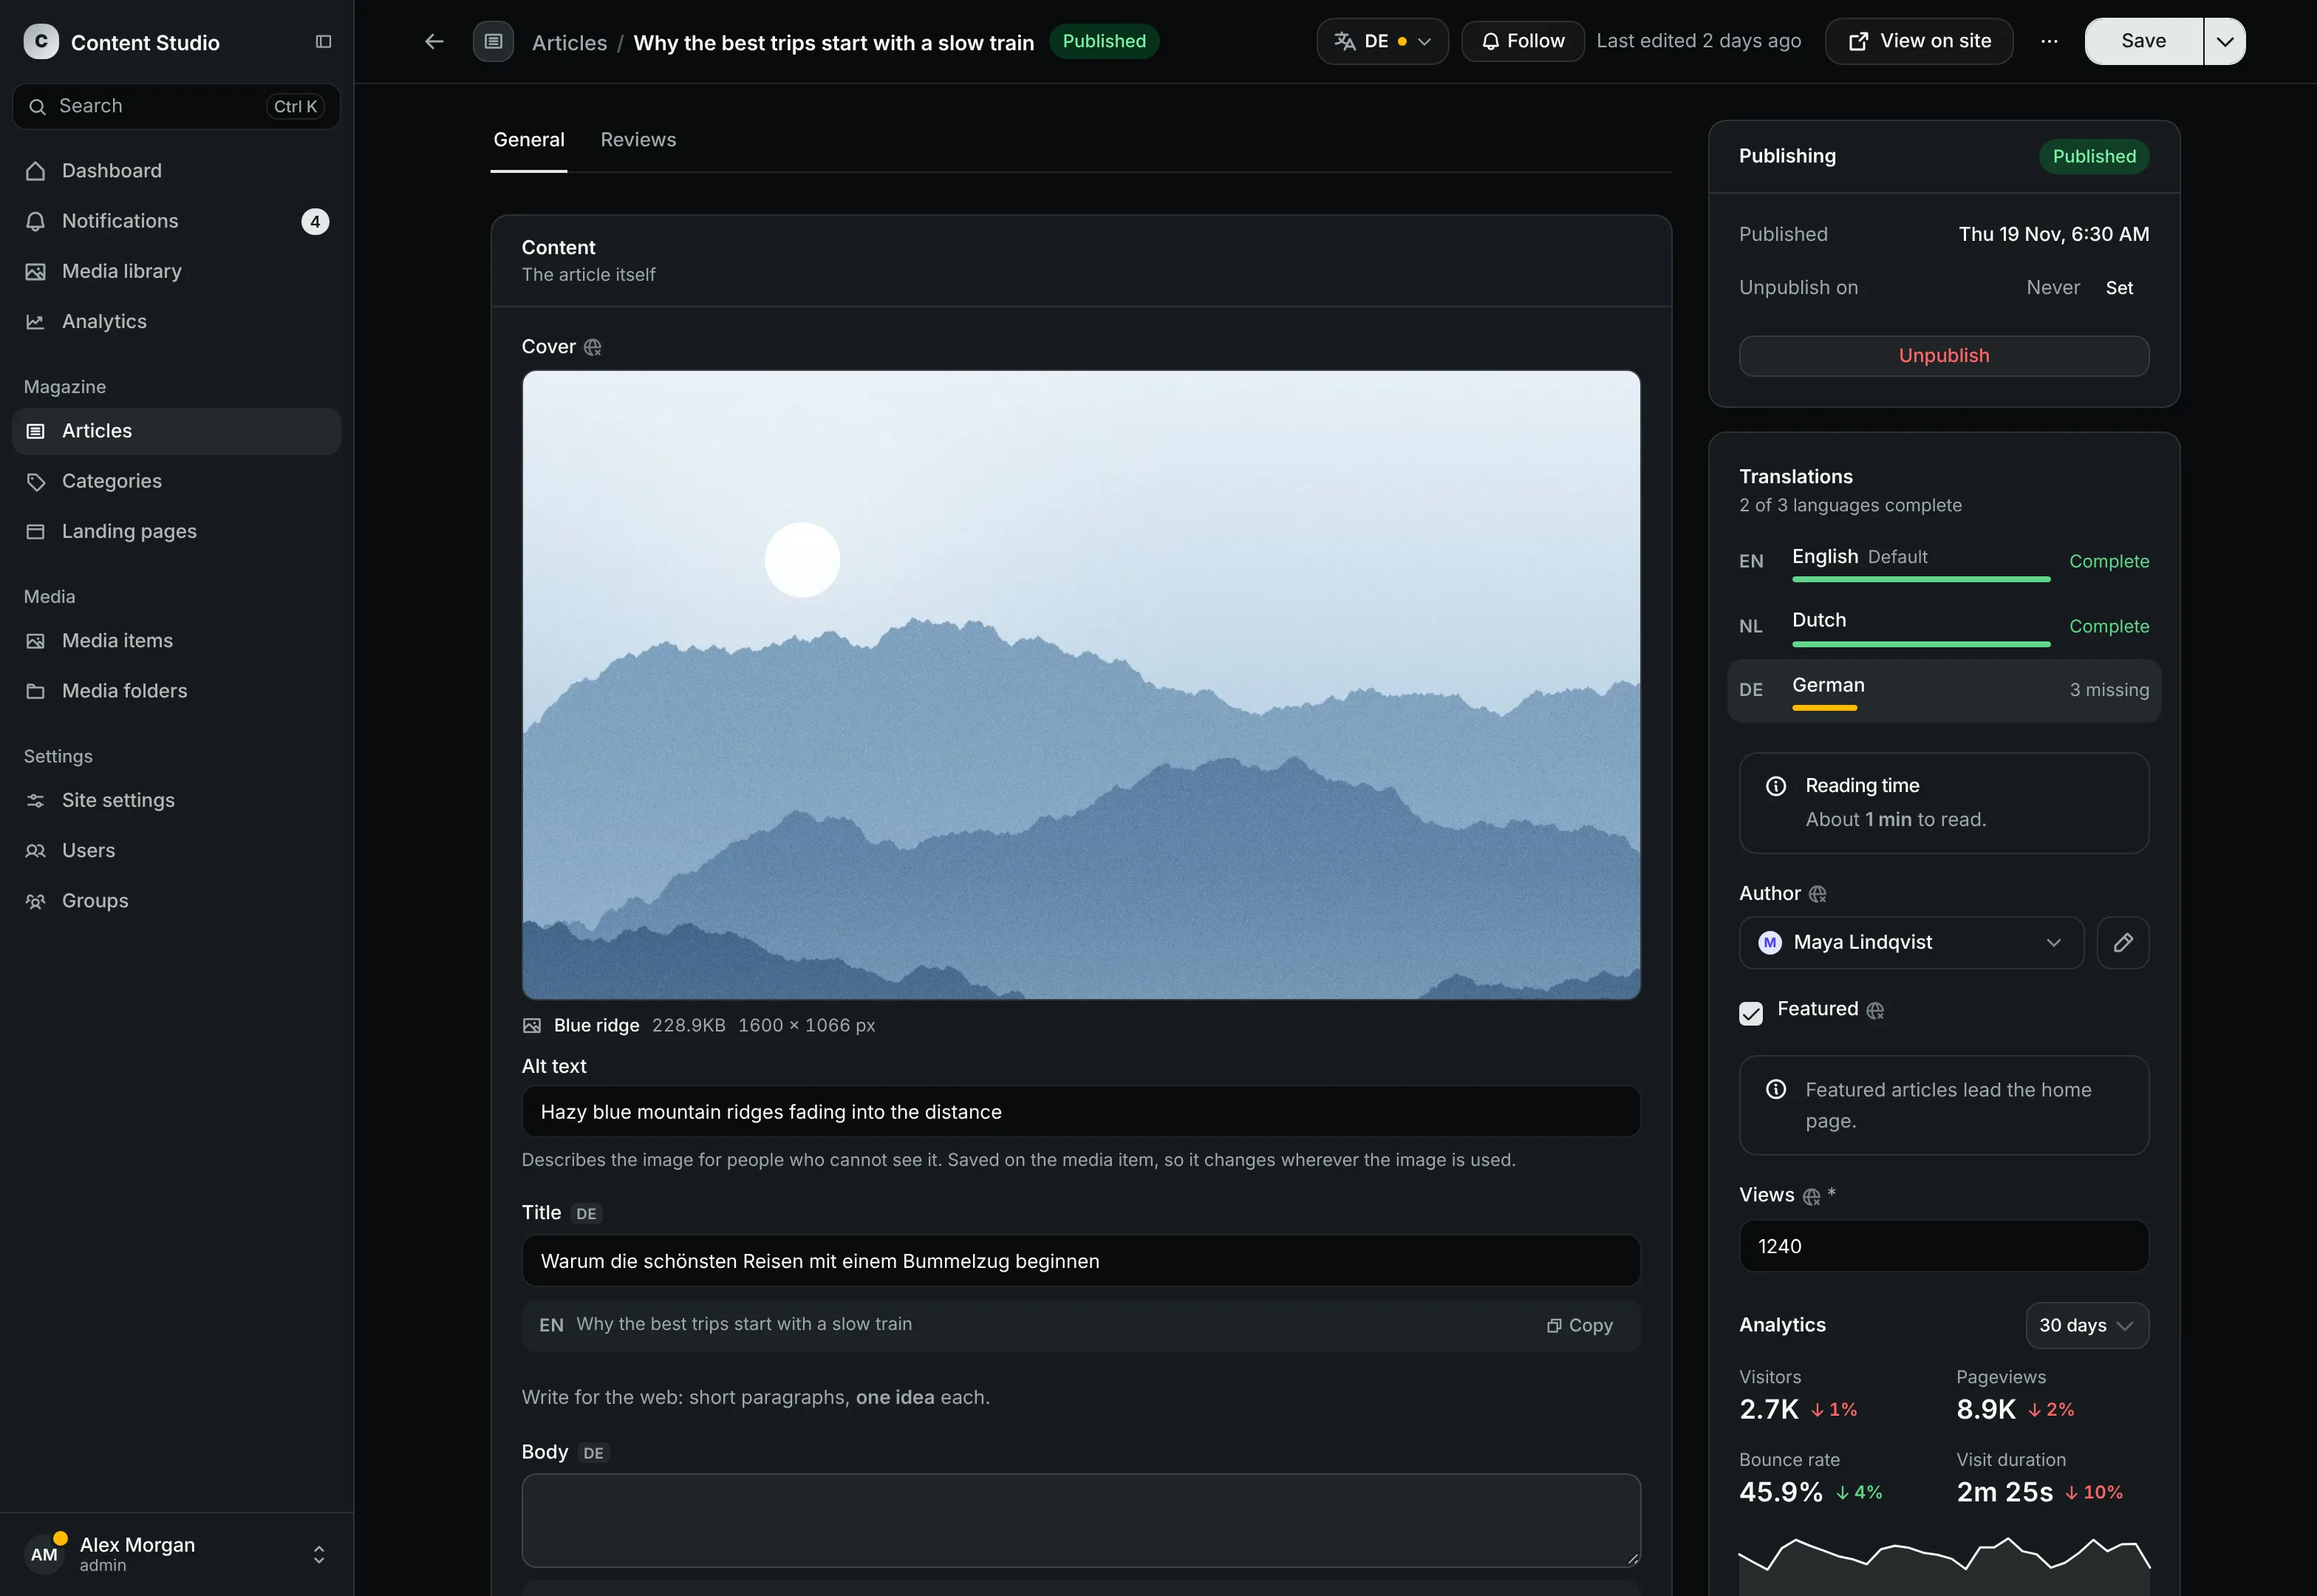 C Content Studio
Search Ctrl K
Dashboard
Notifications 4
Media library
Analytics
Magazine
Articles
Categories
Landing pages
Media
Media items
Media folders
Settings
Site settings
Users
Groups
AM Alex Morgan
admin
Articles / Why the best trips start with a slow train Published
DE Follow Last edited 2 days ago View on site ... Save
General Reviews
Content
The article itself
Cover
Blue ridge 228.9KB 1600 × 1066 px
Alt text
Hazy blue mountain ridges fading into the distance
Describes the image for people who cannot see it. Saved on the media item, so it changes wherever the image is used.
Title DE
Warum die schönsten Reisen mit einem Bummelzug beginnen
EN Why the best trips start with a slow train Copy
Write for the web: short paragraphs, one idea each.
Body DE
Publishing Published
Published Thu 19 Nov, 6:30 AM
Unpublish on Never Set
Unpublish
Translations
2 of 3 languages complete
EN English Default Complete
NL Dutch Complete
DE German 3 missing
Reading time
About 1 min to read.
Author
M Maya Lindqvist
Featured
Featured articles lead the home
page.
Views *
1240
Analytics 30 days
Visitors Pageviews
2.7K ↓ 1% 8.9K ↓ 2%
Bounce rate Visit duration
45.9% ↓ 4% 2m 25s ↓ 10%